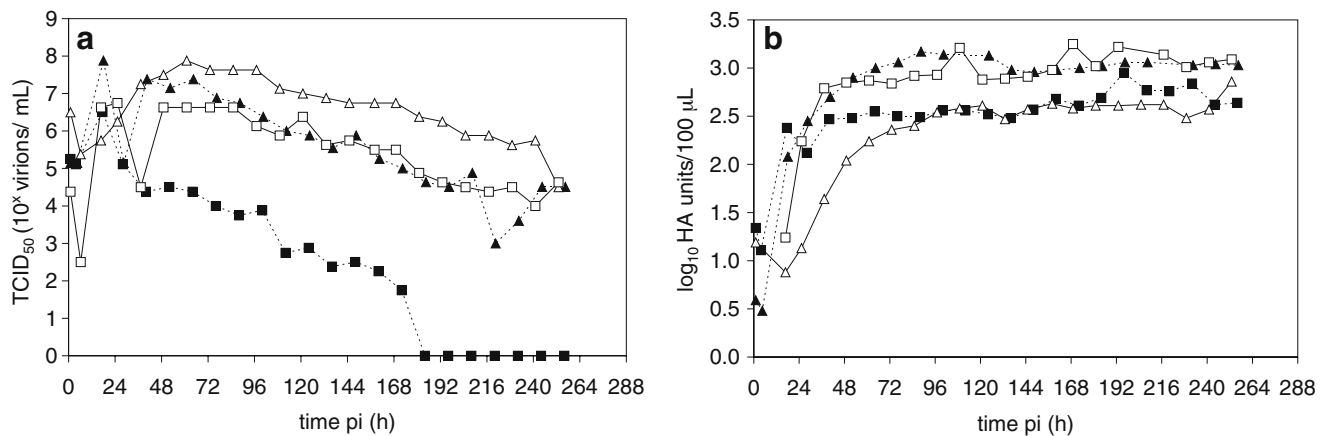 a
9
8
7
6
5
4
3
2
1
0
TCID₅₀ (10ˣ virions/ mL)
0 24 48 72 96 120 144 168 192 216 240 264 288
time pi (h)
b
3.5
3.0
2.5
2.0
1.5
1.0
0.5
0.0
log₁₀ HA units/100 µL
0 24 48 72 96 120 144 168 192 216 240 264 288
time pi (h)